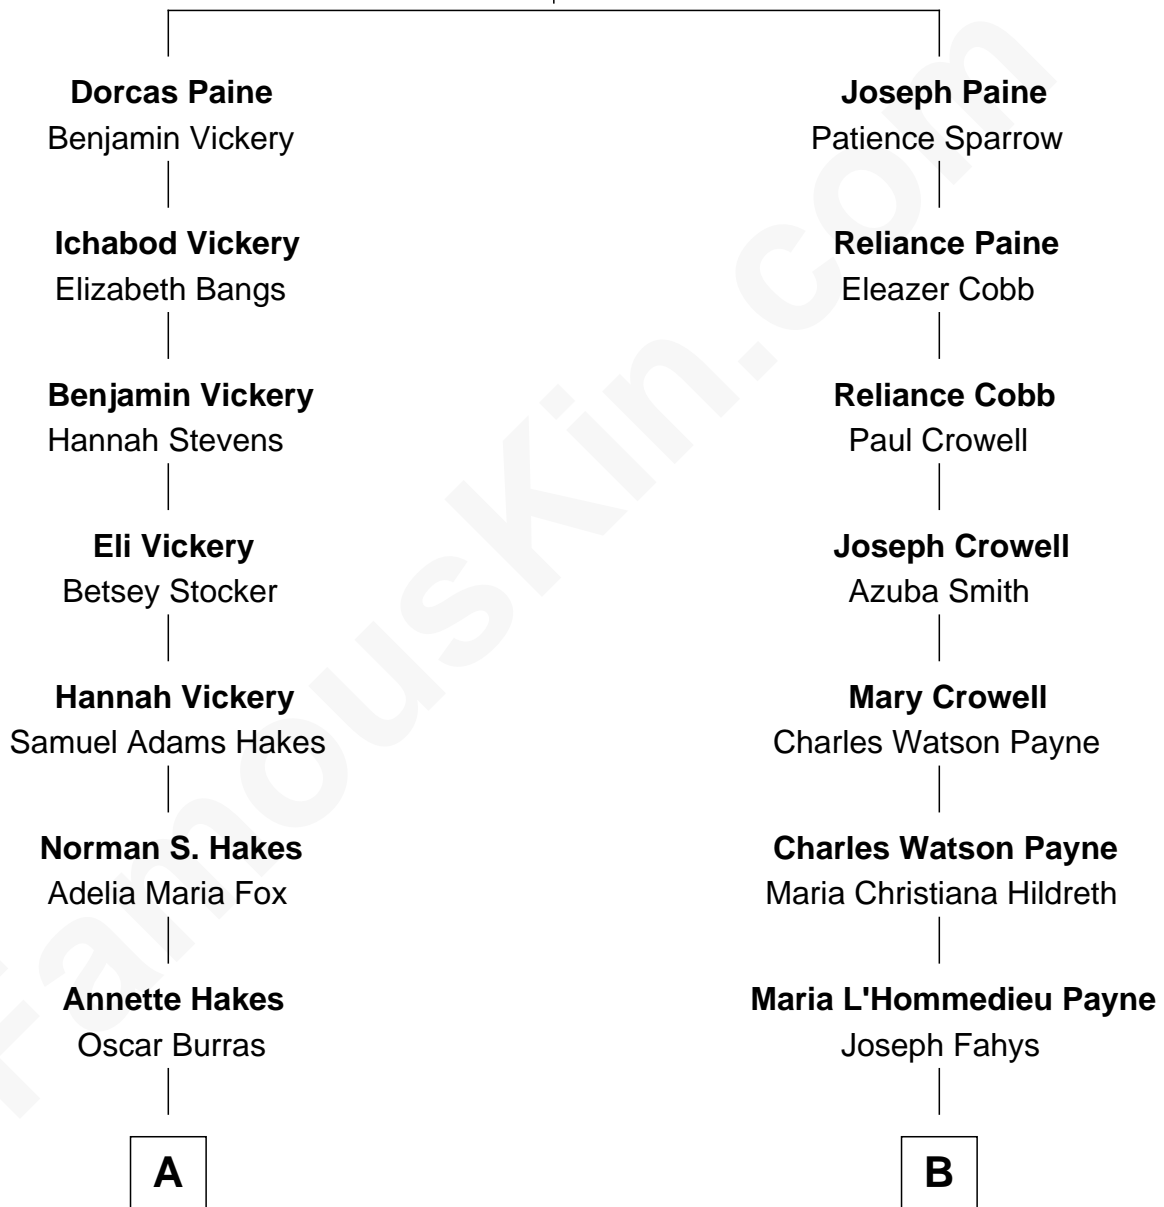 Dorcas Paine
Benjamin Vickery
Ichabod Vickery
Elizabeth Bangs
Benjamin Vickery
Hannah Stevens
Eli Vickery
Betsey Stocker
Hannah Vickery
Samuel Adams Hakes
Norman S. Hakes
Adelia Maria Fox
Annette Hakes
Oscar Burras
A
Joseph Paine
Patience Sparrow
Reliance Paine
Eleazer Cobb
Reliance Cobb
Paul Crowell
Joseph Crowell
Azuba Smith
Mary Crowell
Charles Watson Payne
Charles Watson Payne
Maria Christiana Hildreth
Maria L'Hommedieu Payne
Joseph Fahys
B
FamousKin.com